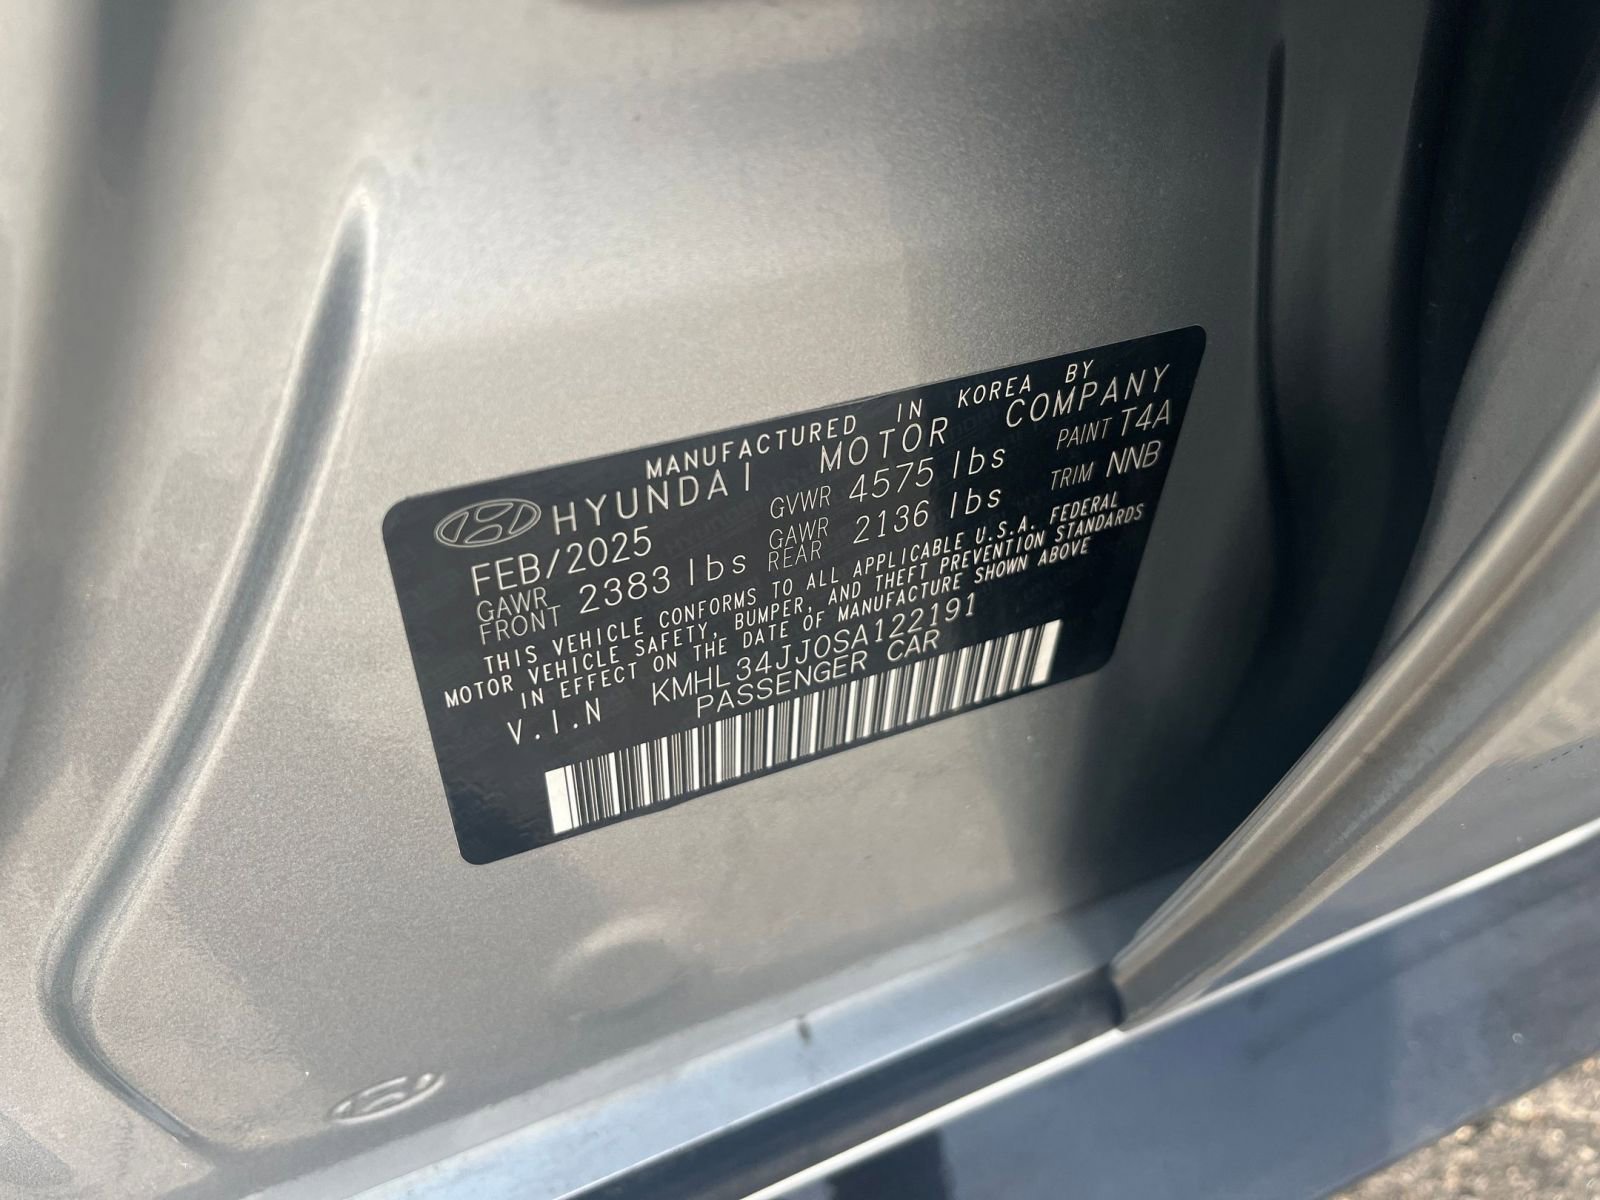 MANUFACTURED IN KOREA BY
HYUNDAI MOTOR COMPANY
FEB/2025 GVWR 4575 lbs PAINT T4A
GAWR FRONT 2383 lbs GAWR REAR 2136 lbs TRIM NNB
THIS VEHICLE CONFORMS TO ALL APPLICABLE U.S.A. FEDERAL
MOTOR VEHICLE SAFETY, BUMPER, AND THEFT PREVENTION STANDARDS
IN EFFECT ON THE DATE OF MANUFACTURE SHOWN ABOVE
V.I.N KMHL34JJ0SA122191
PASSENGER CAR